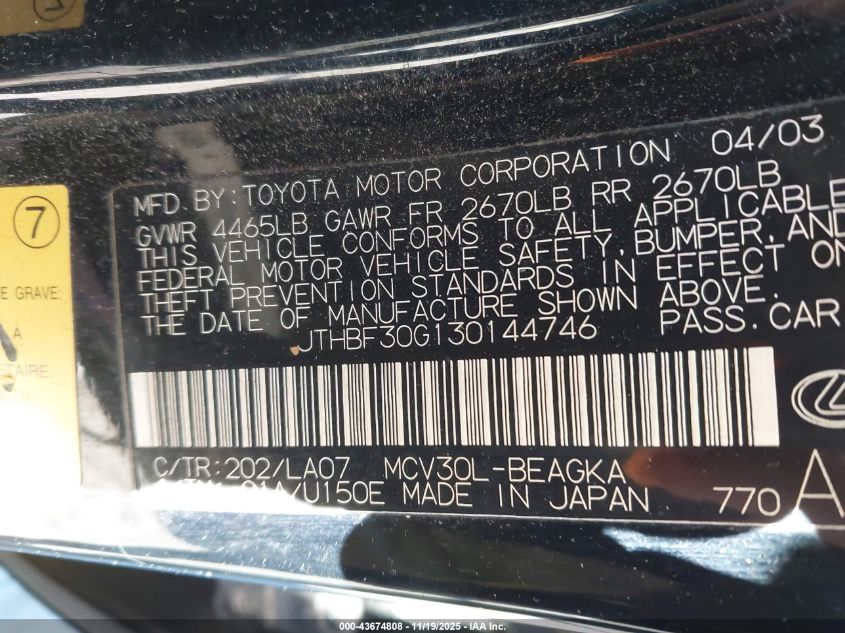 7
E GRAVE:
À
ETAIRE.
EN
04/03
MFD BY: TOYOTA MOTOR CORPORATION
GVWR 4465LB GAWR FR 2670LB RR 2670LB
THIS VEHICLE CONFORMS TO ALL APPLICABLE
FEDERAL MOTOR VEHICLE SAFETY, BUMPER, AND
THEFT PREVENTION STANDARDS IN EFFECT ON
THE DATE OF MANUFACTURE SHOWN ABOVE.
JTHBF30G130144746 PASS. CAR
C/TR: 202/LA07 MCV30L-BEAGKA
U150E MADE IN JAPAN 770 A
000-43674808 - 11/19/2025 - IAA Inc.